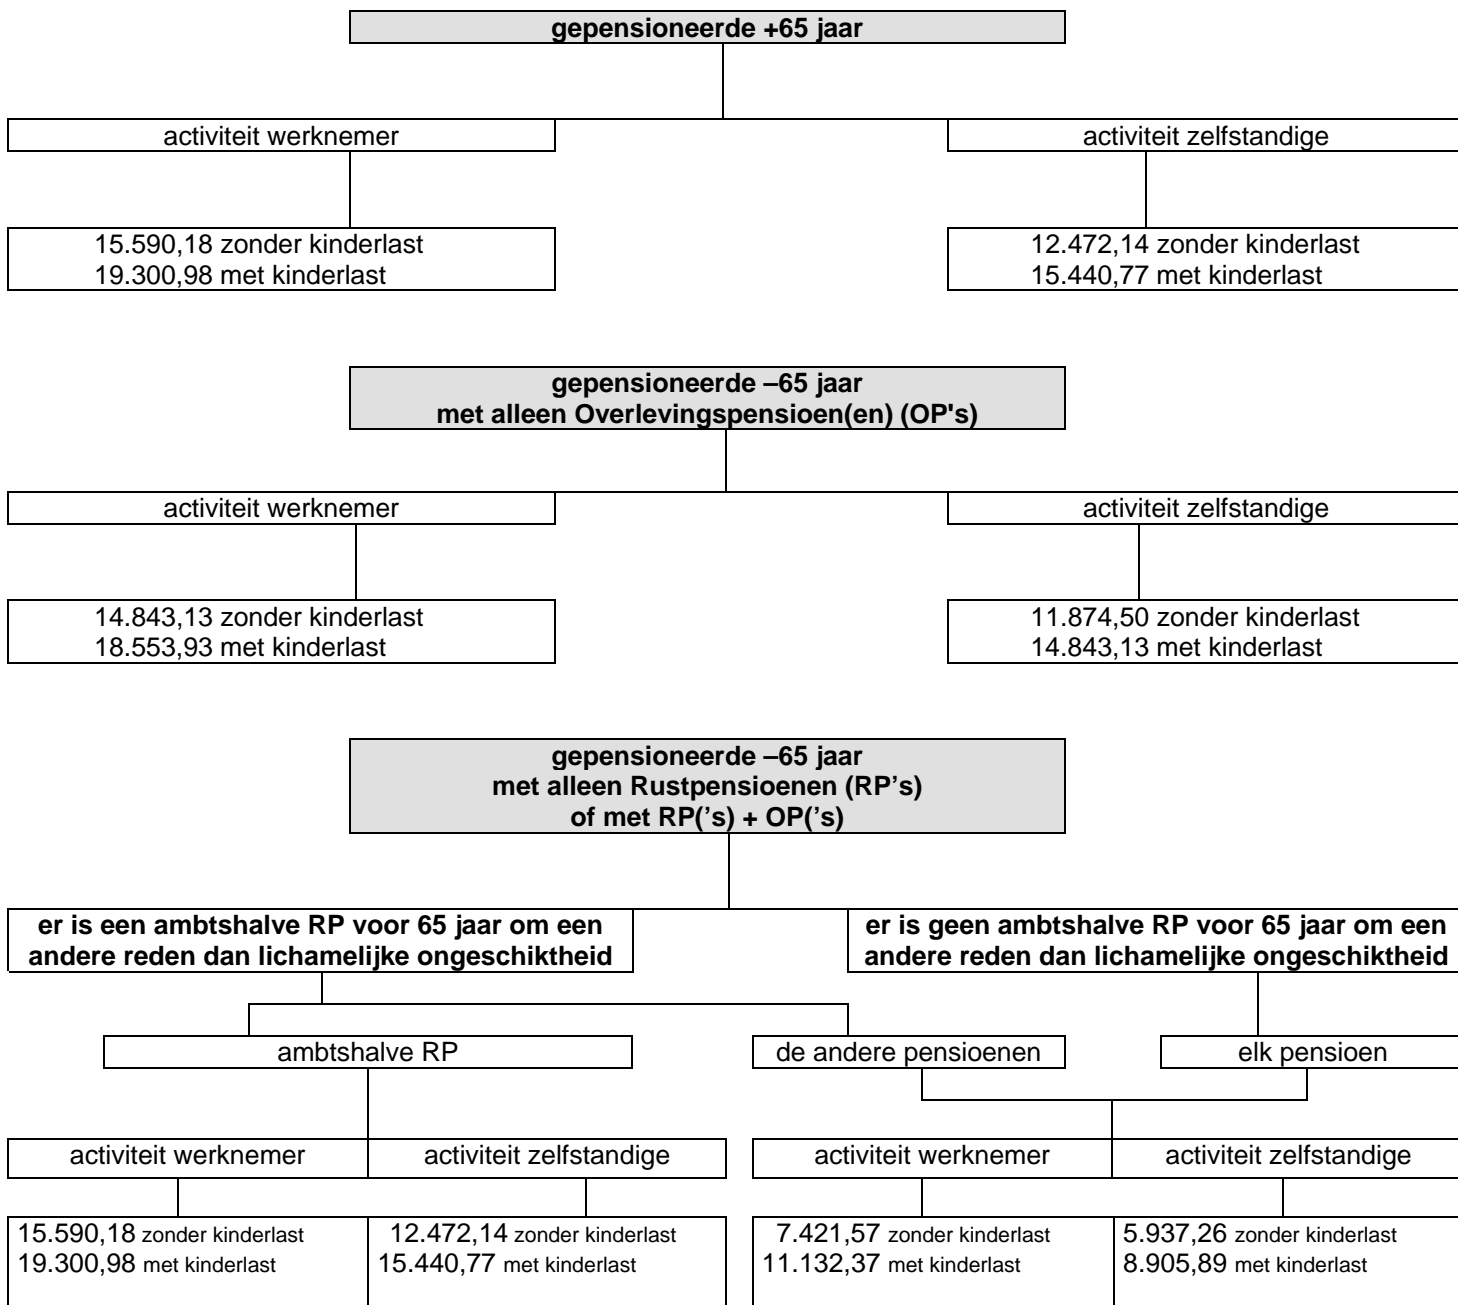 gepensioneerde +65 jaar
activiteit werknemer
activiteit zelfstandige
15.590,18 zonder kinderlast
19.300,98 met kinderlast
12.472,14 zonder kinderlast
15.440,77 met kinderlast
gepensioneerde –65 jaar
met alleen Overlevingspensioen(en) (OP's)
activiteit werknemer
activiteit zelfstandige
14.843,13 zonder kinderlast
18.553,93 met kinderlast
11.874,50 zonder kinderlast
14.843,13 met kinderlast
gepensioneerde –65 jaar
met alleen Rustpensioenen (RP’s)
of met RP(’s) + OP(’s)
er is een ambtshalve RP voor 65 jaar om een
andere reden dan lichamelijke ongeschiktheid
er is geen ambtshalve RP voor 65 jaar om een
andere reden dan lichamelijke ongeschiktheid
ambtshalve RP
de andere pensioenen
elk pensioen
activiteit werknemer
activiteit zelfstandige
activiteit werknemer
activiteit zelfstandige
15.590,18 zonder kinderlast
19.300,98 met kinderlast
12.472,14 zonder kinderlast
15.440,77 met kinderlast
7.421,57 zonder kinderlast
11.132,37 met kinderlast
5.937,26 zonder kinderlast
8.905,89 met kinderlast